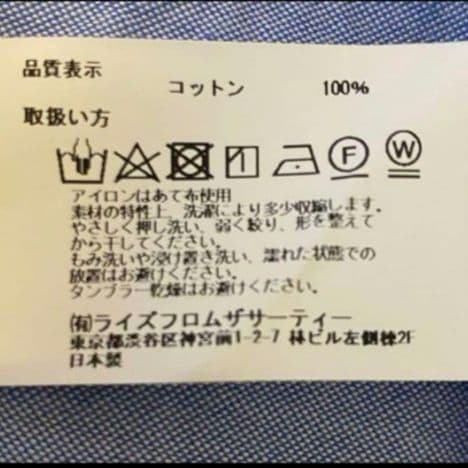 品質表示
コットン 100%
取扱い方
F W
アイロンはあて布使用
素材の特性上、洗濯により多少収縮します。
やさしく押し洗い、弱く絞り、形を整えて
から干してください。
もみ洗いや浸け置き洗い、濡れた状態での
放置はお避けください。
タンブラー乾燥はお避けください。
㈲ライズフロムザサーティー
東京都渋谷区神宮前1-2-7 林ビル左側棟2F
日本製